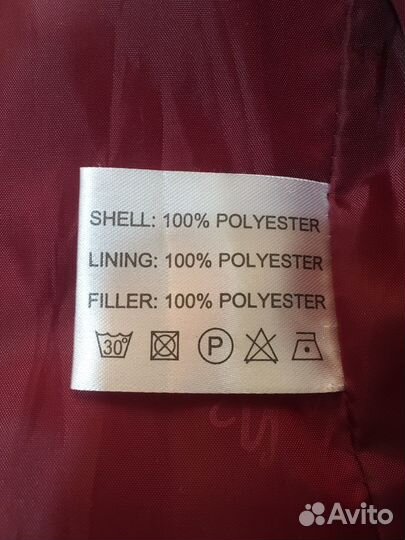 SHELL: 100% POLYESTER
LINING: 100% POLYESTER
FILLER: 100% POLYESTER
30° P
Avito